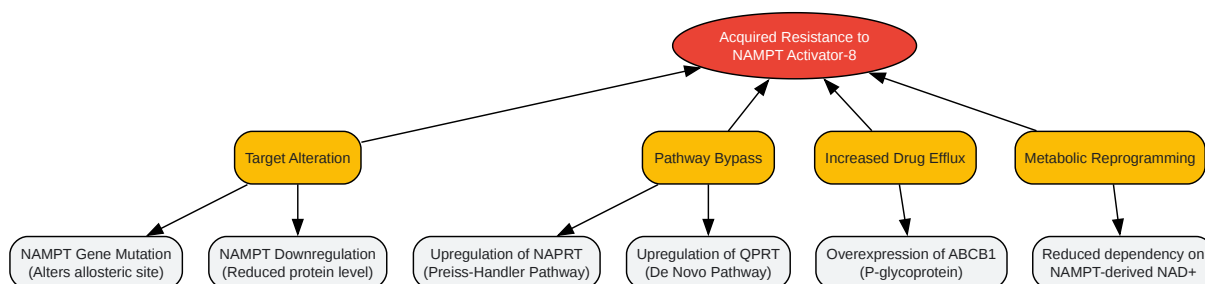 Acquired Resistance to
NAMPT Activator-8
Target Alteration
Pathway Bypass
Increased Drug Efflux
Metabolic Reprogramming
NAMPT Gene Mutation
(Alters allosteric site)
NAMPT Downregulation
(Reduced protein level)
Upregulation of NAPRT
(Preiss-Handler Pathway)
Upregulation of QPRT
(De Novo Pathway)
Overexpression of ABCB1
(P-glycoprotein)
Reduced dependency on
NAMPT-derived NAD+